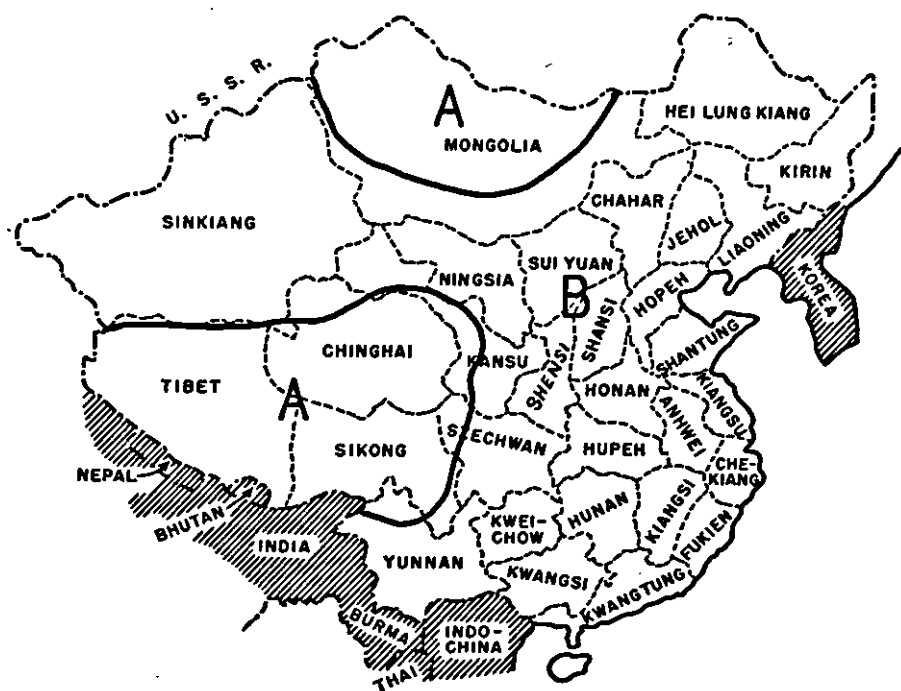 U. S. S. R.
A
MONGOLIA
HEI LUNG KIANG
KIRIN
SINKIANG
CHAHAR
JEHOL
LIAONING
KOREA
NINGSIA
SUI YUAN
B
HOPEH
SHANSI
SHANTUNG
CHINGHAI
KANSU
SHENSI
HONAN
KIANGSU
TIBET
A
ANHWEI
SIKONG
SZECHWAN
HUPEH
CHE-
KIANG
NEPAL
BHUTAN
INDIA
KWEI-
CHOW
HUNAN
KIANGSI
FUKIEN
YUNNAN
KWANGSI
KWANGTUNG
BURMA
THAI
INDO-
CHINA